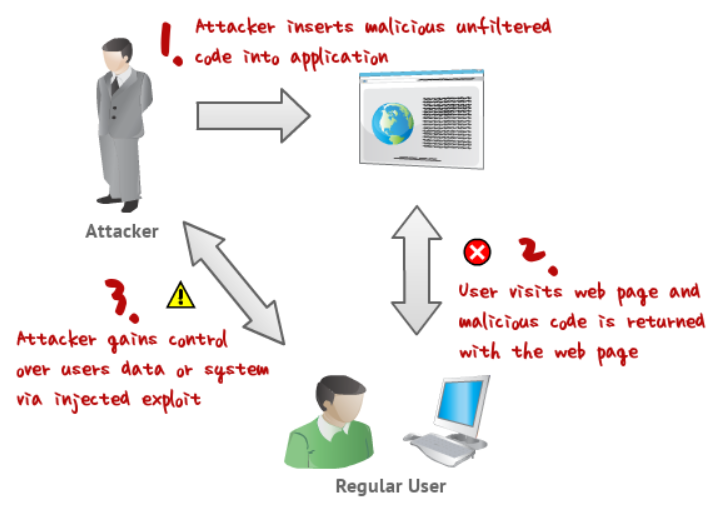 1.
Attacker inserts malicious unfiltered
code into application
Attacker
2.
User visits web page and
malicious code is returned
with the web page
3.
Attacker gains control
over users data or system
via injected exploit
Regular User